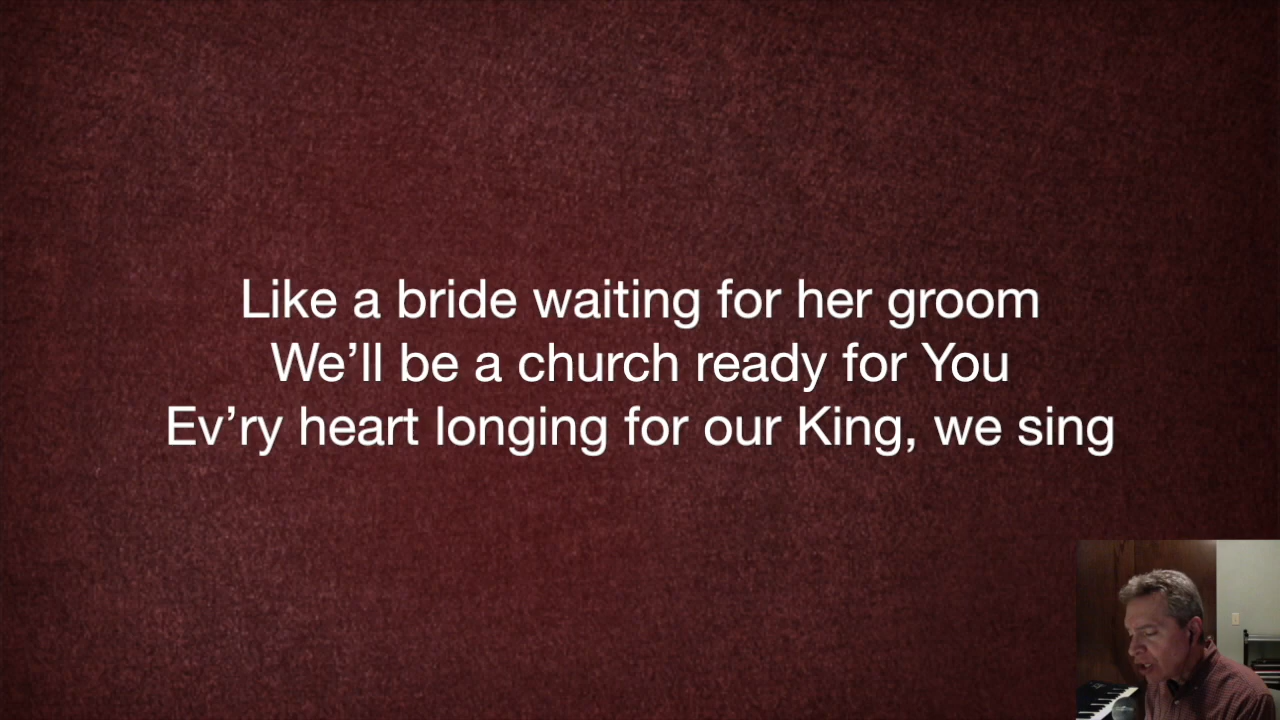 Like a bride waiting for her groom
We’ll be a church ready for You
Ev’ry heart longing for our King, we sing